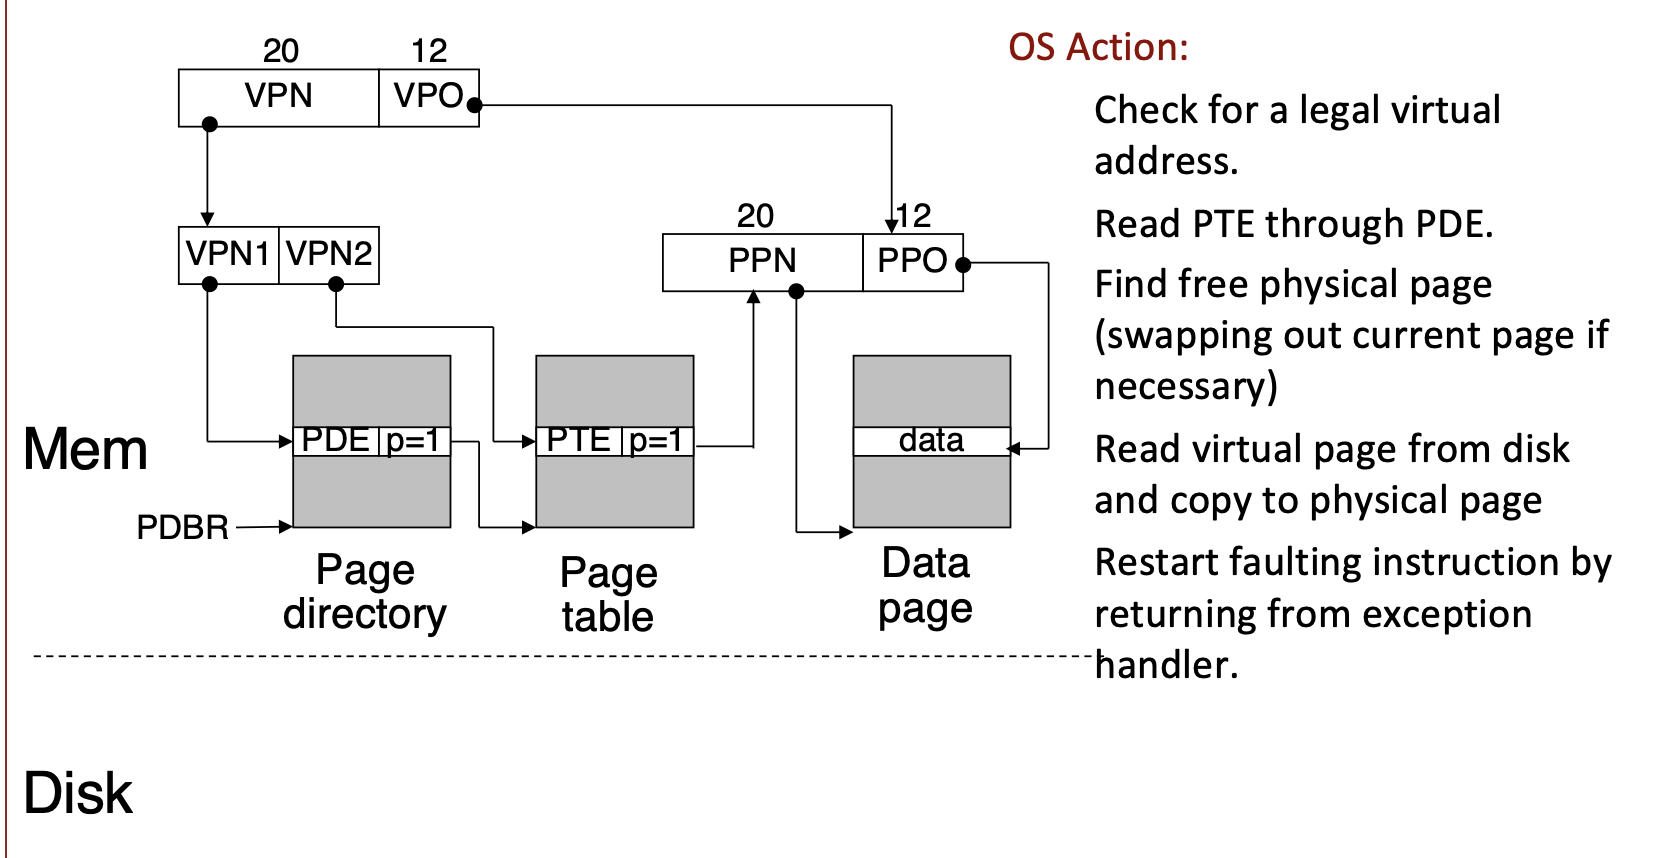 20 12
VPN VPO
VPN1 VPN2
20 12
PPN PPO
Mem
PDE p=1
PTE p=1
data
PDBR
Page
directory
Page
table
Data
page
Disk
OS Action:
Check for a legal virtual
address.
Read PTE through PDE.
Find free physical page
(swapping out current page if
necessary)
Read virtual page from disk
and copy to physical page
Restart faulting instruction by
returning from exception
handler.